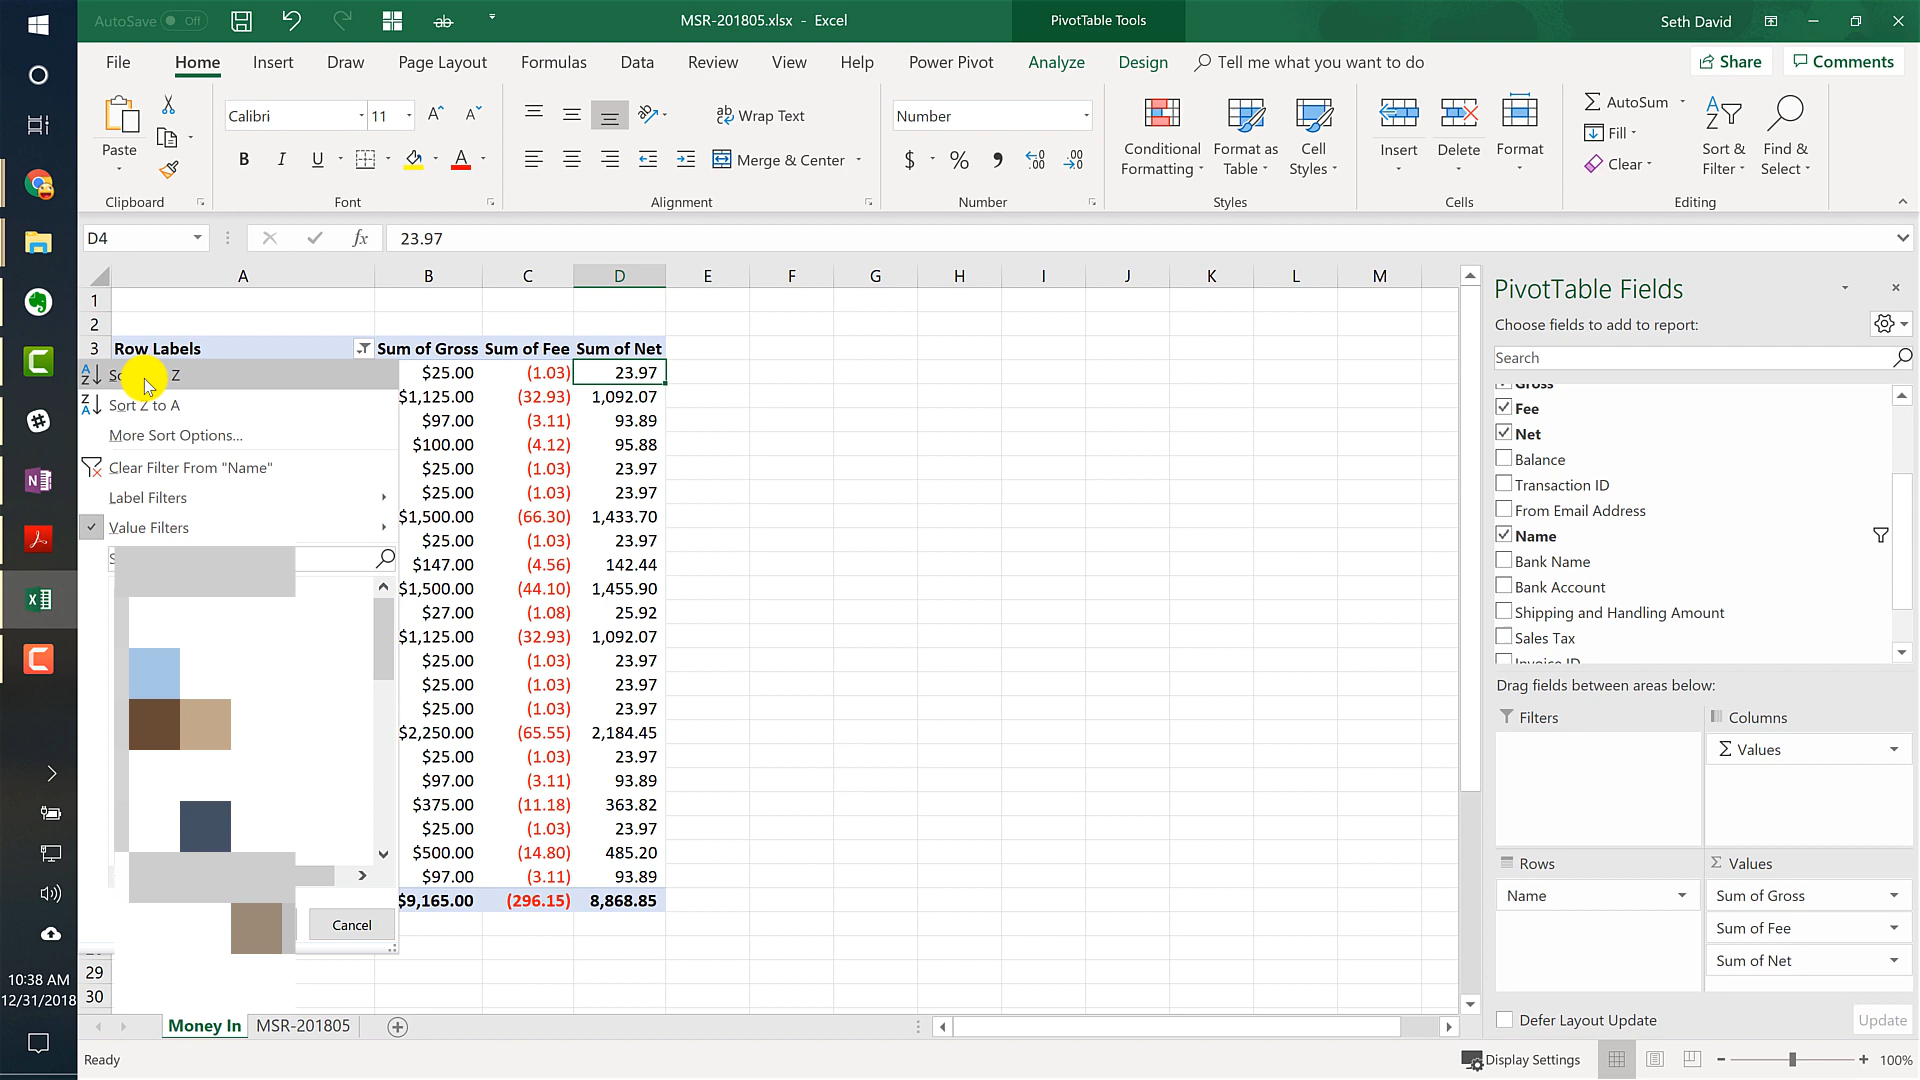 AutoSave Off
MSR-201805.xlsx - Excel
PivotTable Tools
Seth David
File Home Insert Draw Page Layout Formulas Data Review View Help Power Pivot Analyze Design Tell me what you want to do Share Comments
Paste
Clipboard
Calibri 11
B I U
Font
Wrap Text
Merge & Center
Alignment
Number
$ % ,
Number
Conditional Formatting
Format as Table
Cell Styles
Styles
Insert
Delete
Format
Cells
AutoSum
Fill
Clear
Sort & Filter
Find & Select
Editing
D4 fx 23.97
A B C D E F G H I J K L M
1
2
3 Row Labels Sum of Gross Sum of Fee Sum of Net
$25.00 (1.03) 23.97
$1,125.00 (32.93) 1,092.07
$97.00 (3.11) 93.89
$100.00 (4.12) 95.88
$25.00 (1.03) 23.97
$25.00 (1.03) 23.97
$1,500.00 (66.30) 1,433.70
$25.00 (1.03) 23.97
$147.00 (4.56) 142.44
$1,500.00 (44.10) 1,455.90
$27.00 (1.08) 25.92
$1,125.00 (32.93) 1,092.07
$25.00 (1.03) 23.97
$25.00 (1.03) 23.97
$25.00 (1.03) 23.97
$2,250.00 (65.55) 2,184.45
$25.00 (1.03) 23.97
$97.00 (3.11) 93.89
$375.00 (11.18) 363.82
$25.00 (1.03) 23.97
$500.00 (14.80) 485.20
$97.00 (3.11) 93.89
$9,165.00 (296.15) 8,868.85
29
30
Z
Sort Z to A
More Sort Options...
Clear Filter From "Name"
Label Filters
Value Filters
Cancel
PivotTable Fields
Choose fields to add to report:
Search
Gross
Fee
Net
Balance
Transaction ID
From Email Address
Name
Bank Name
Bank Account
Shipping and Handling Amount
Sales Tax
Invoice ID
Drag fields between areas below:
Filters
Columns
Values
Rows
Name
Values
Sum of Gross
Sum of Fee
Sum of Net
Defer Layout Update
Update
Money In MSR-201805
Ready
Display Settings
100%
10:38 AM
12/31/2018